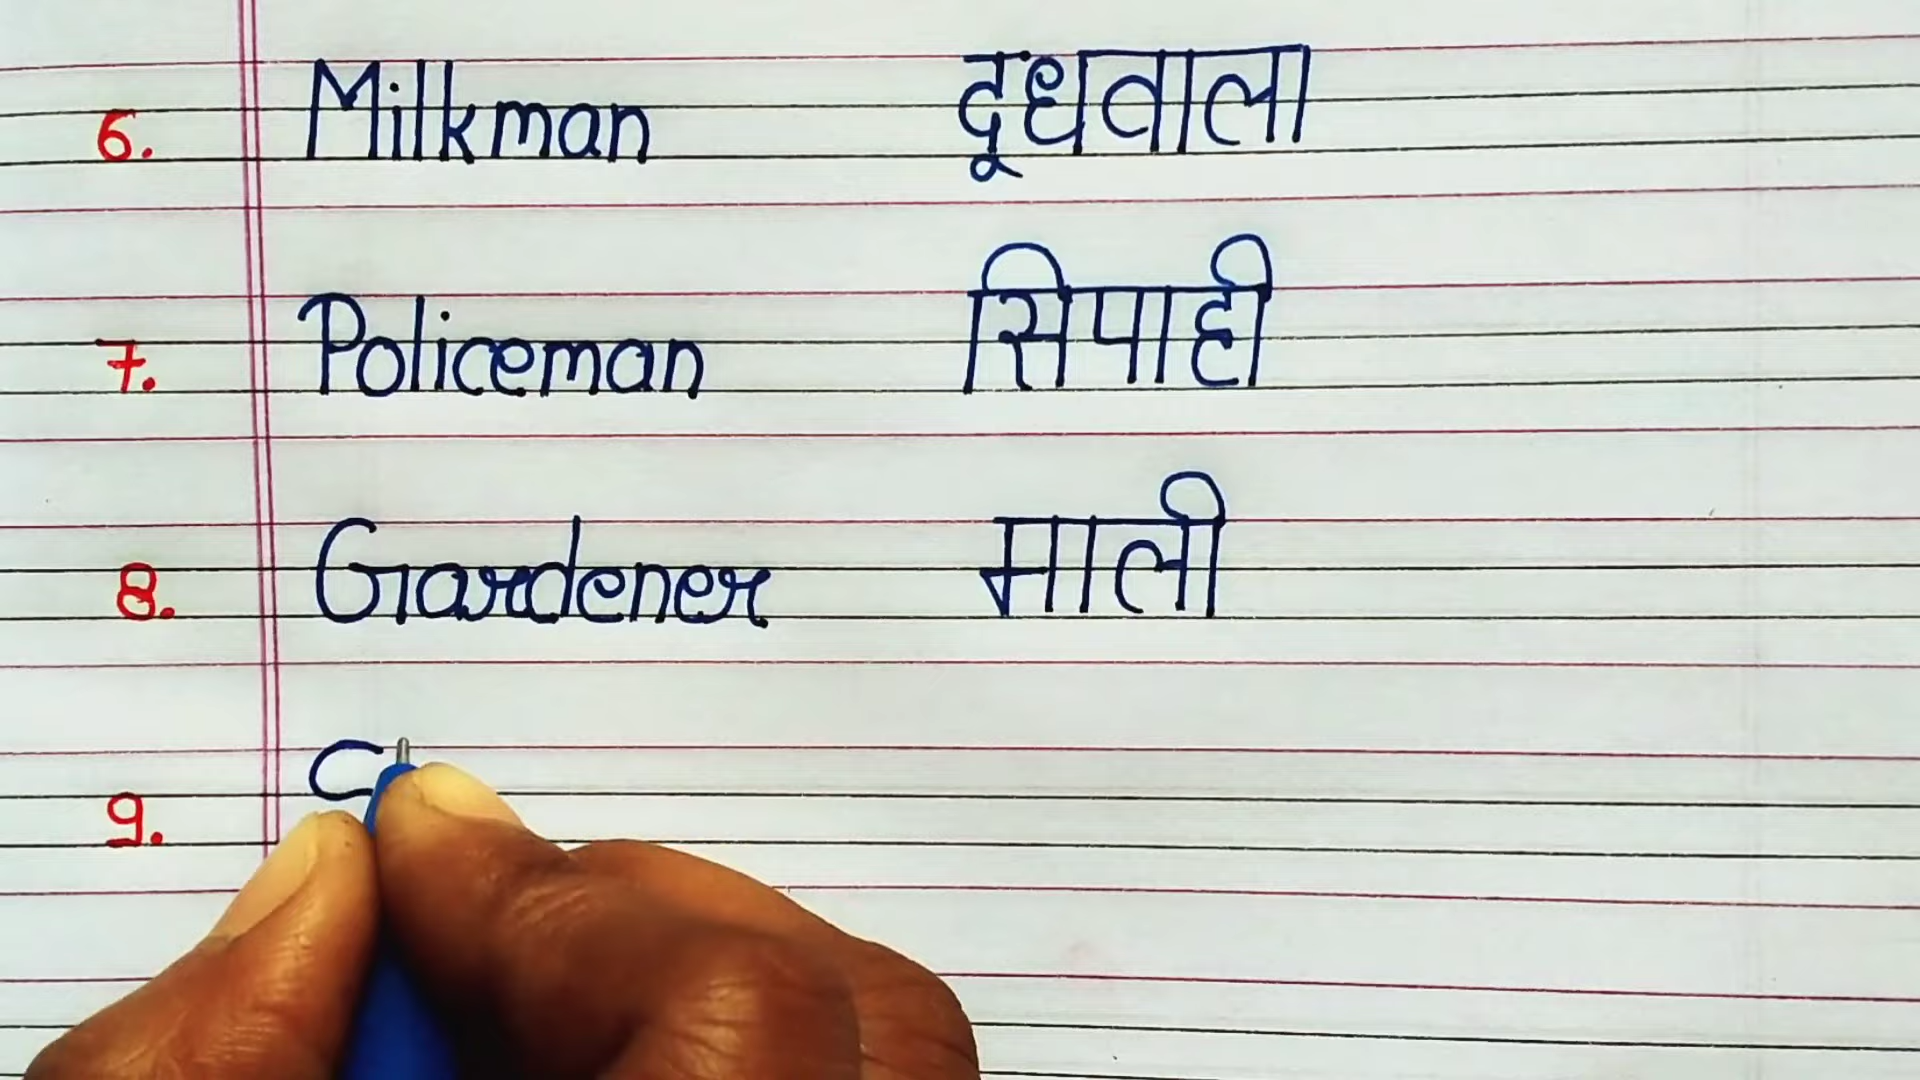 6. Milkman दूधवाला
7. Policeman सिपाही
8. Gardener माली
9.